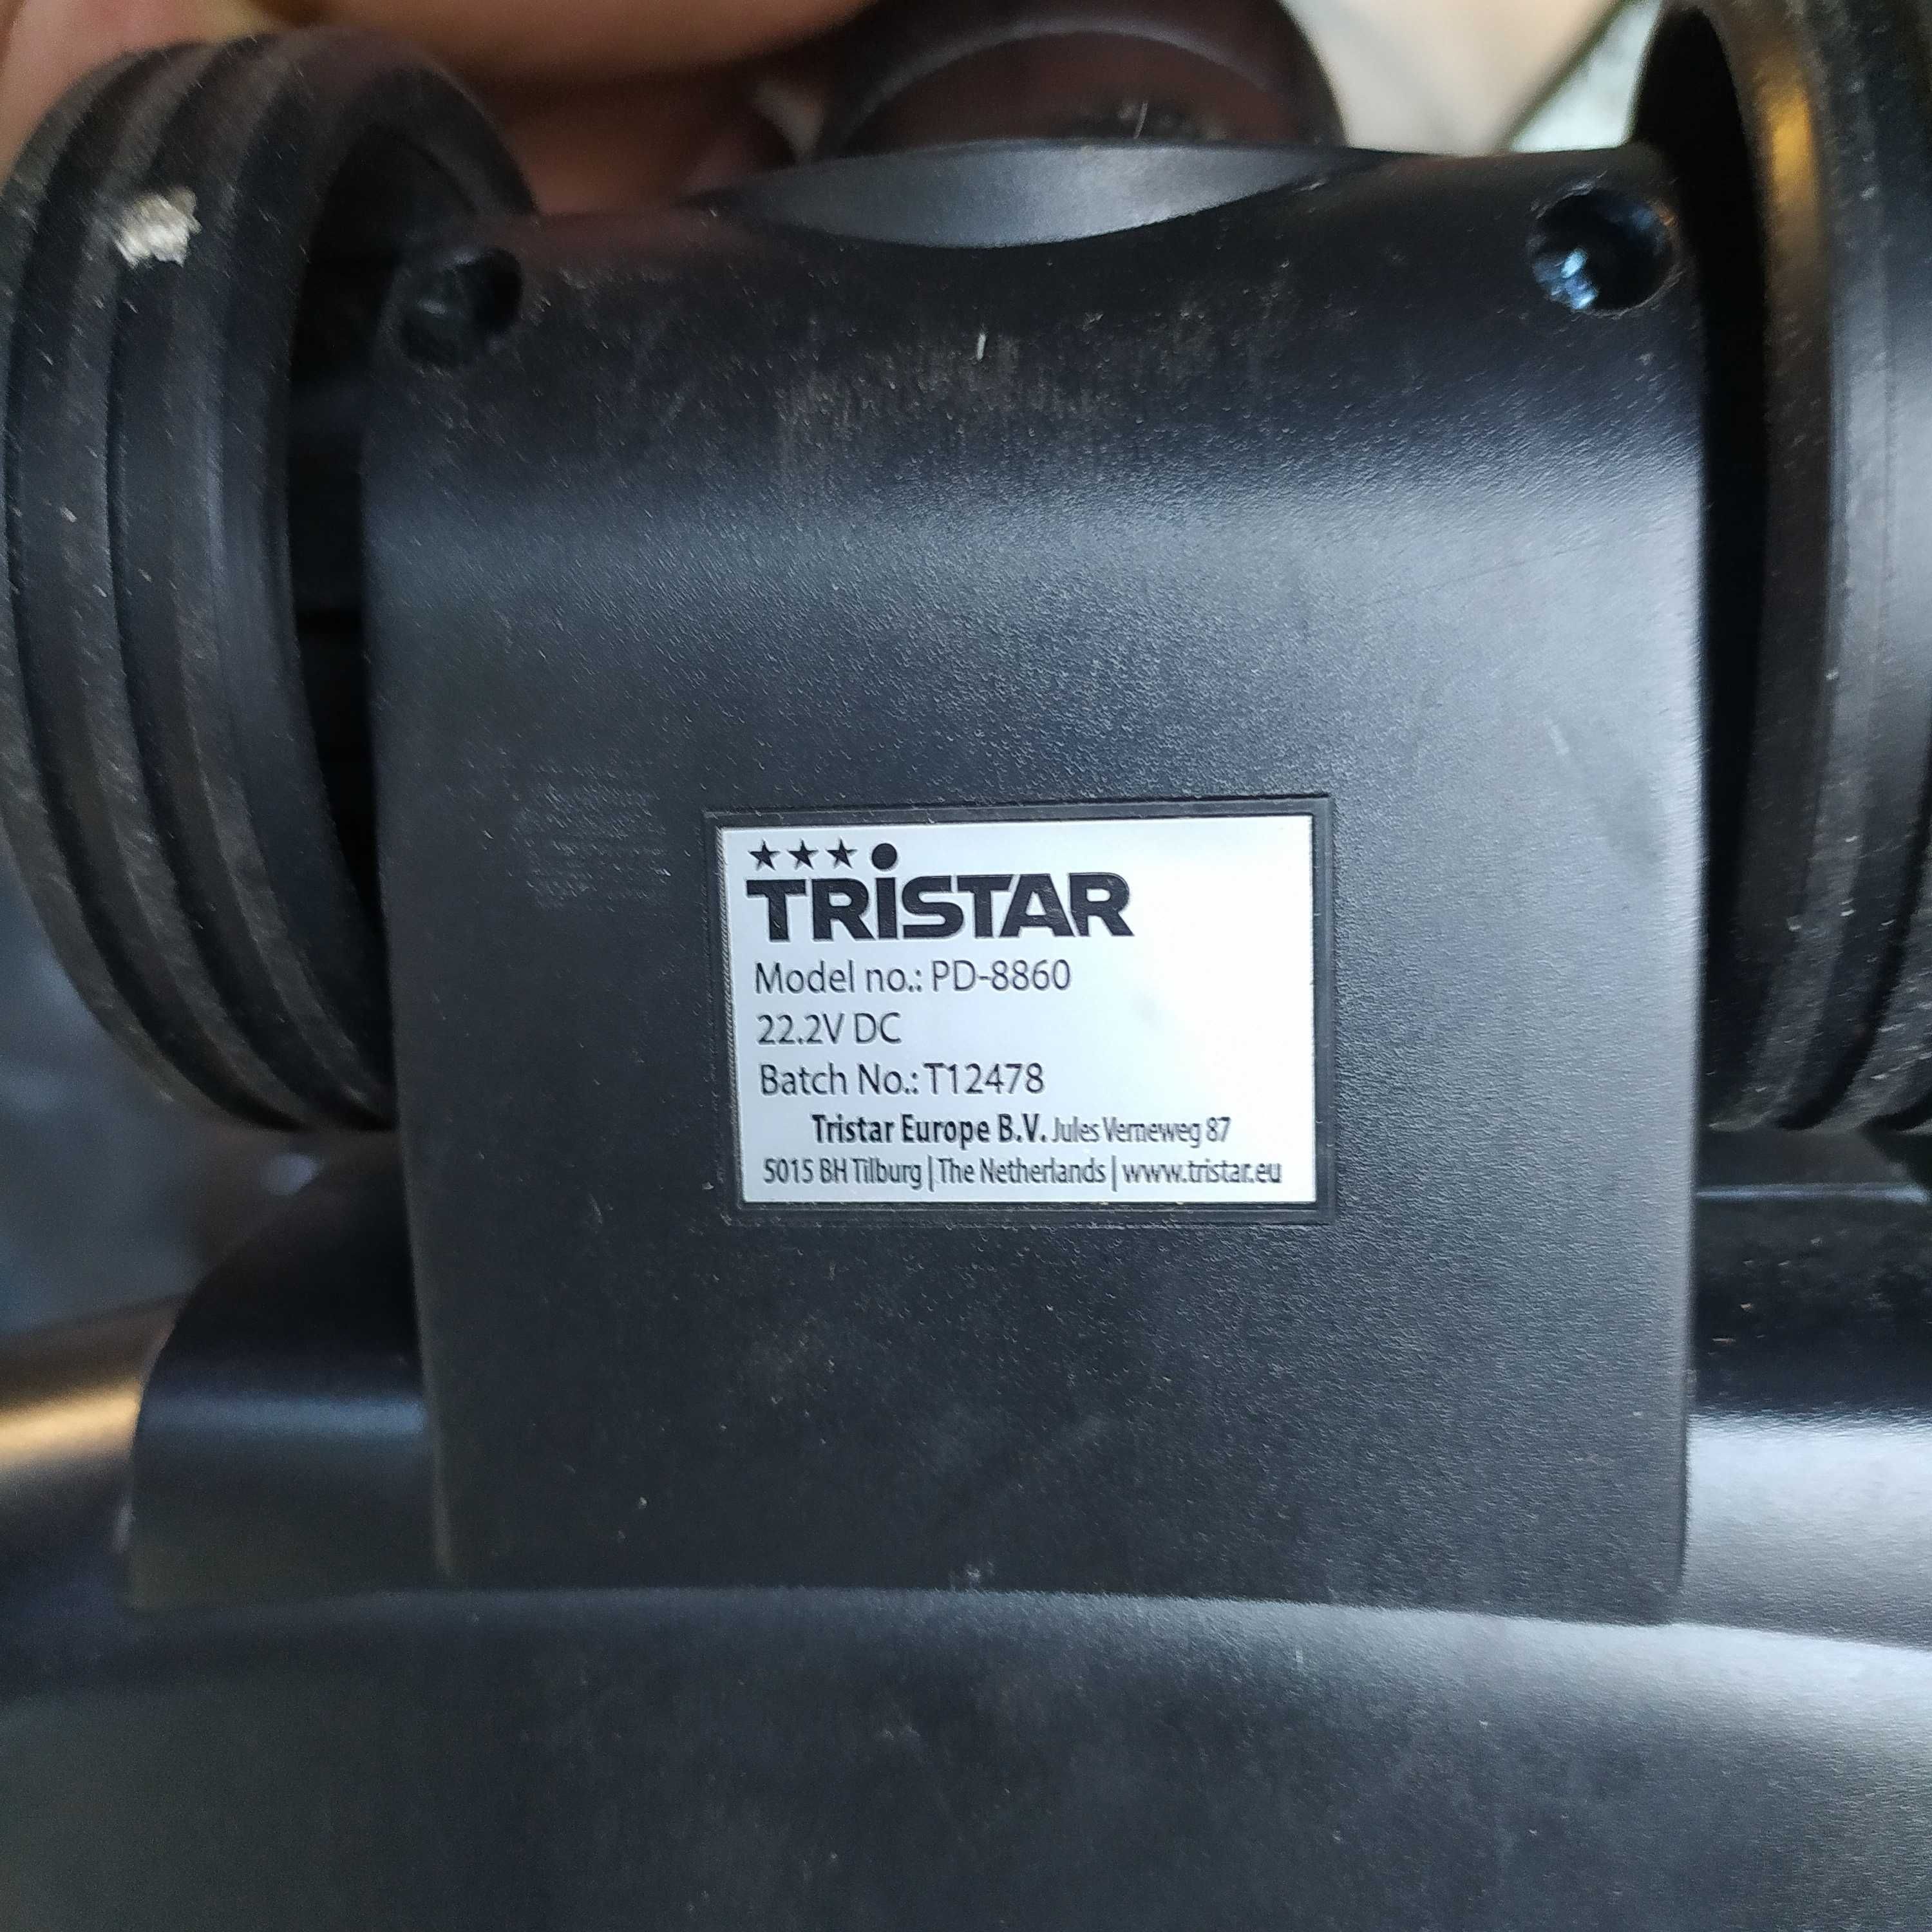 TRiSTAR
Model no.: PD-8860
22.2V DC
Batch No.: T12478
Tristar Europe B.V. Jules Verneweg 87
5015 BH Tilburg | The Netherlands | www.tristar.eu